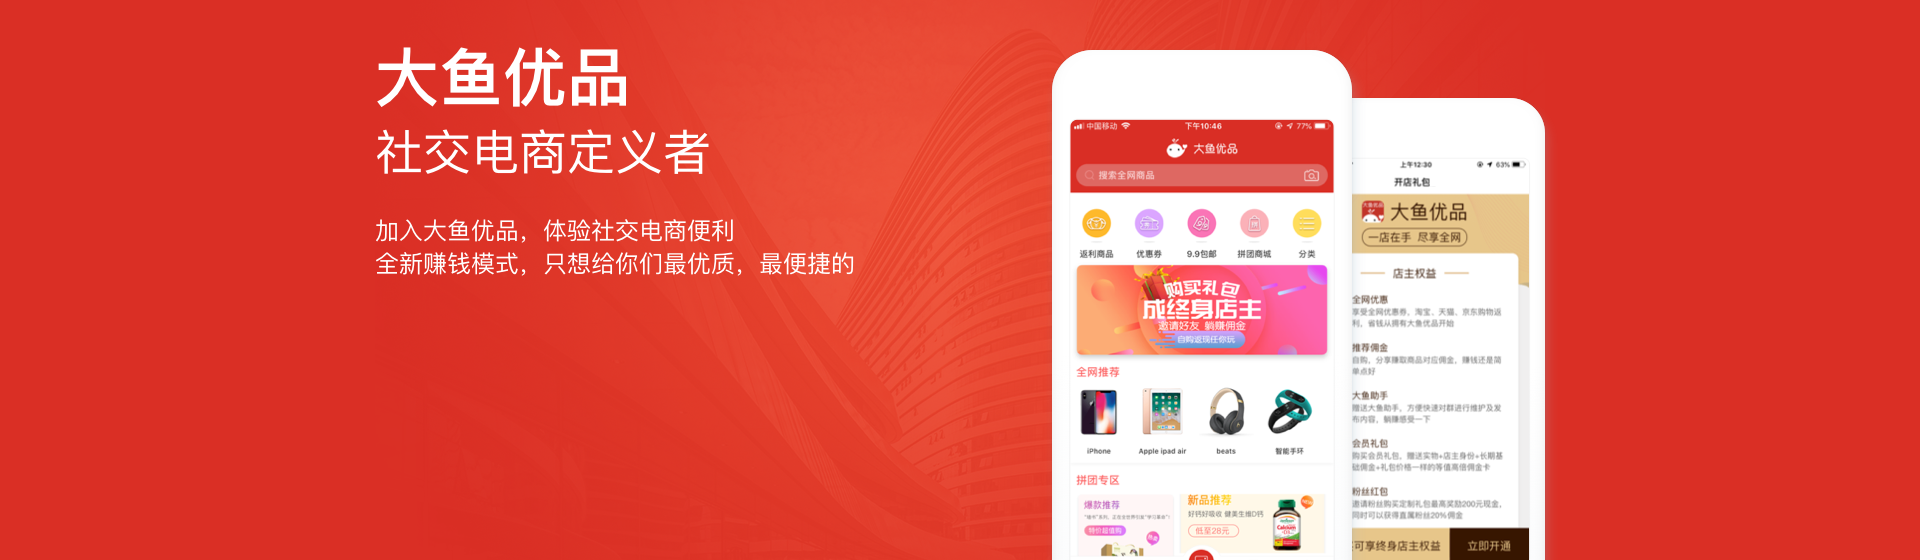 大鱼优品
社交电商定义者
加入大鱼优品，体验社交电商便利
全新赚钱模式，只想给你们最优质，最便捷的
中国移动
下午10:46
77%
大鱼优品
搜索全网商品
返利商品
优惠券
9.9包邮
拼团商城
分类
购买礼包
成终身店主
邀请好友 躺赚佣金
自购返现任你玩
全网推荐
iPhone
Apple ipad air
beats
智能手环
拼团专区
爆款推荐
特价超值购
新品推荐
好钙好吸收 健美生维D钙
低至28元
Calcium
上午12:30
63%
开店礼包
大鱼优品
一店在手 尽享全网
店主权益
全网优惠
享受全网优惠券，淘宝、天猫、京东购物返
利，省钱从拥有大鱼优品开始
推荐佣金
自购，分享赚取商品对应佣金，赚钱还是简
单点好
大鱼助手
赠送大鱼助手，方便快速对群进行维护及发
布内容，躺赚感受一下
会员礼包
购买会员礼包，赠送实物+店主身份+长期基
础佣金+礼包价格一样的等值高倍佣金卡
粉丝红包
邀请粉丝购买定制礼包最高奖励200元现金，
同时可以获得直属粉丝20%佣金
可享终身店主权益
立即开通